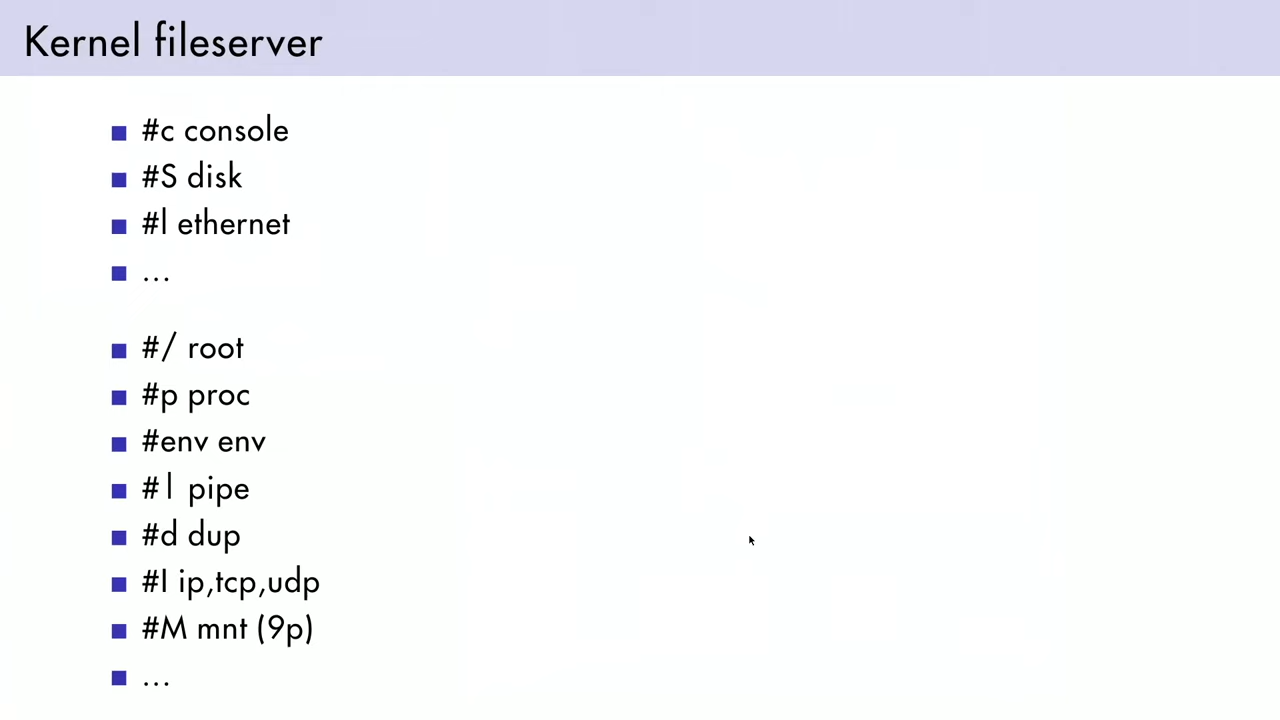 Kernel fileserver
#c console
#S disk
#l ethernet
...
#/ root
#p proc
#env env
#| pipe
#d dup
#I ip,tcp,udp
#M mnt (9p)
...